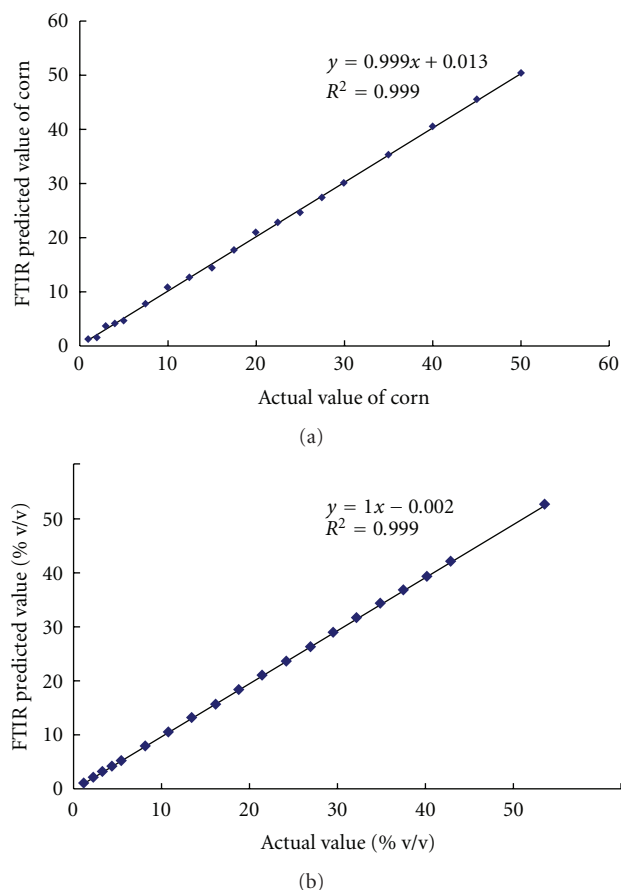 60
50
40
30
20
10
0
FTIR predicted value of corn
y = 0.999x + 0.013
R² = 0.999
0 10 20 30 40 50 60
Actual value of corn
(a)
50
40
30
20
10
0
FTIR predicted value (% v/v)
y = 1x − 0.002
R² = 0.999
0 10 20 30 40 50
Actual value (% v/v)
(b)